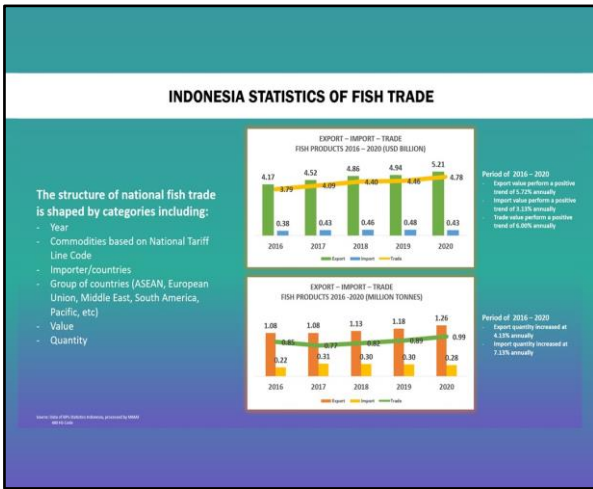 INDONESIA STATISTICS OF FISH TRADE
The structure of national fish trade
is shaped by categories including:
- Year
- Commodities based on National Tariff
Line Code
- Importer/countries
- Group of countries (ASEAN, European
Union, Middle East, South America,
Pacific, etc)
- Value
- Quantity
EXPORT – IMPORT – TRADE
FISH PRODUCTS 2016 – 2020 (USD BILLION)
4.17 4.52 4.86 4.94 5.21
3.79 4.09 4.40 4.46 4.78
0.38 0.43 0.46 0.48 0.43
2016 2017 2018 2019 2020
Export Import Trade
Period of 2016 – 2020
- Export value perform a positive
trend of 5.72% annually
- Import value perform a positive
trend of 3.13% annually
- Trade value perform a positive
trend of 6.00% annually
EXPORT – IMPORT – TRADE
FISH PRODUCTS 2016 -2020 (MILLION TONNES)
1.08 1.08 1.13 1.18 1.26
0.85 0.77 0.82 0.89 0.99
0.22 0.31 0.30 0.30 0.28
2016 2017 2018 2019 2020
Export Import Trade
Period of 2016 – 2020
- Export quantity increased at
4.15% annually
- Import quantity increased at
7.13% annually
Statistics Indonesia, processed by